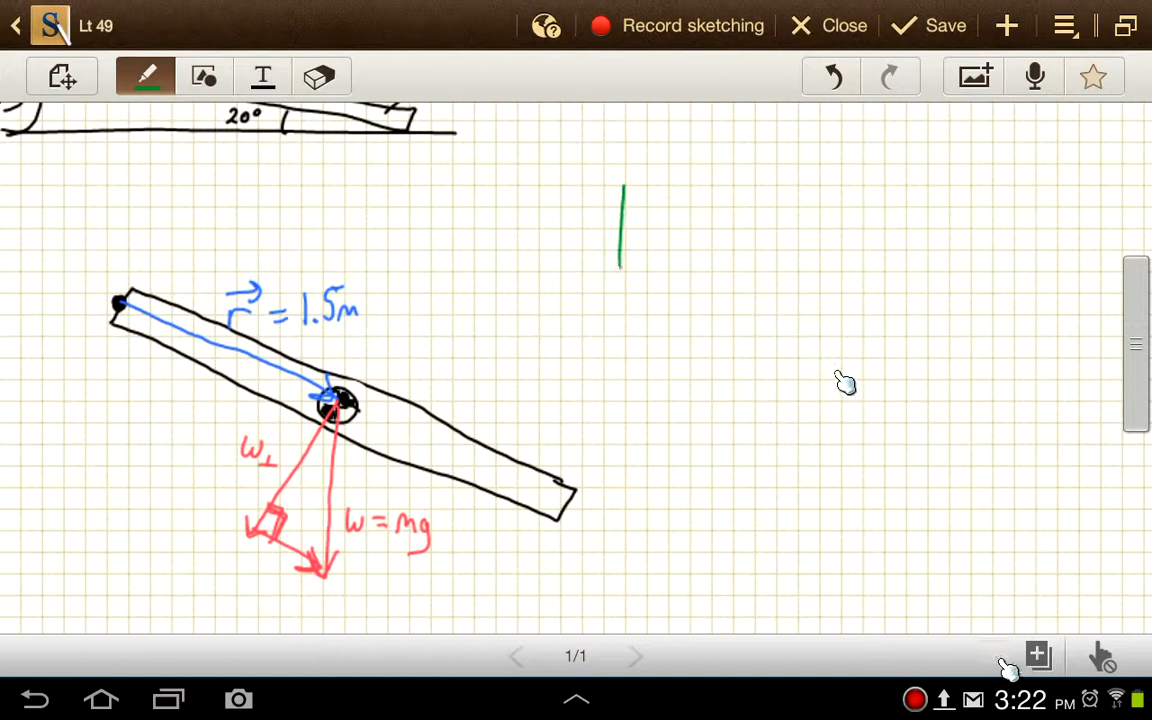 S Lt 49 Record sketching Close Save
T
20°
r = 1.5m
W⊥
W = mg
1/1
3:22 PM